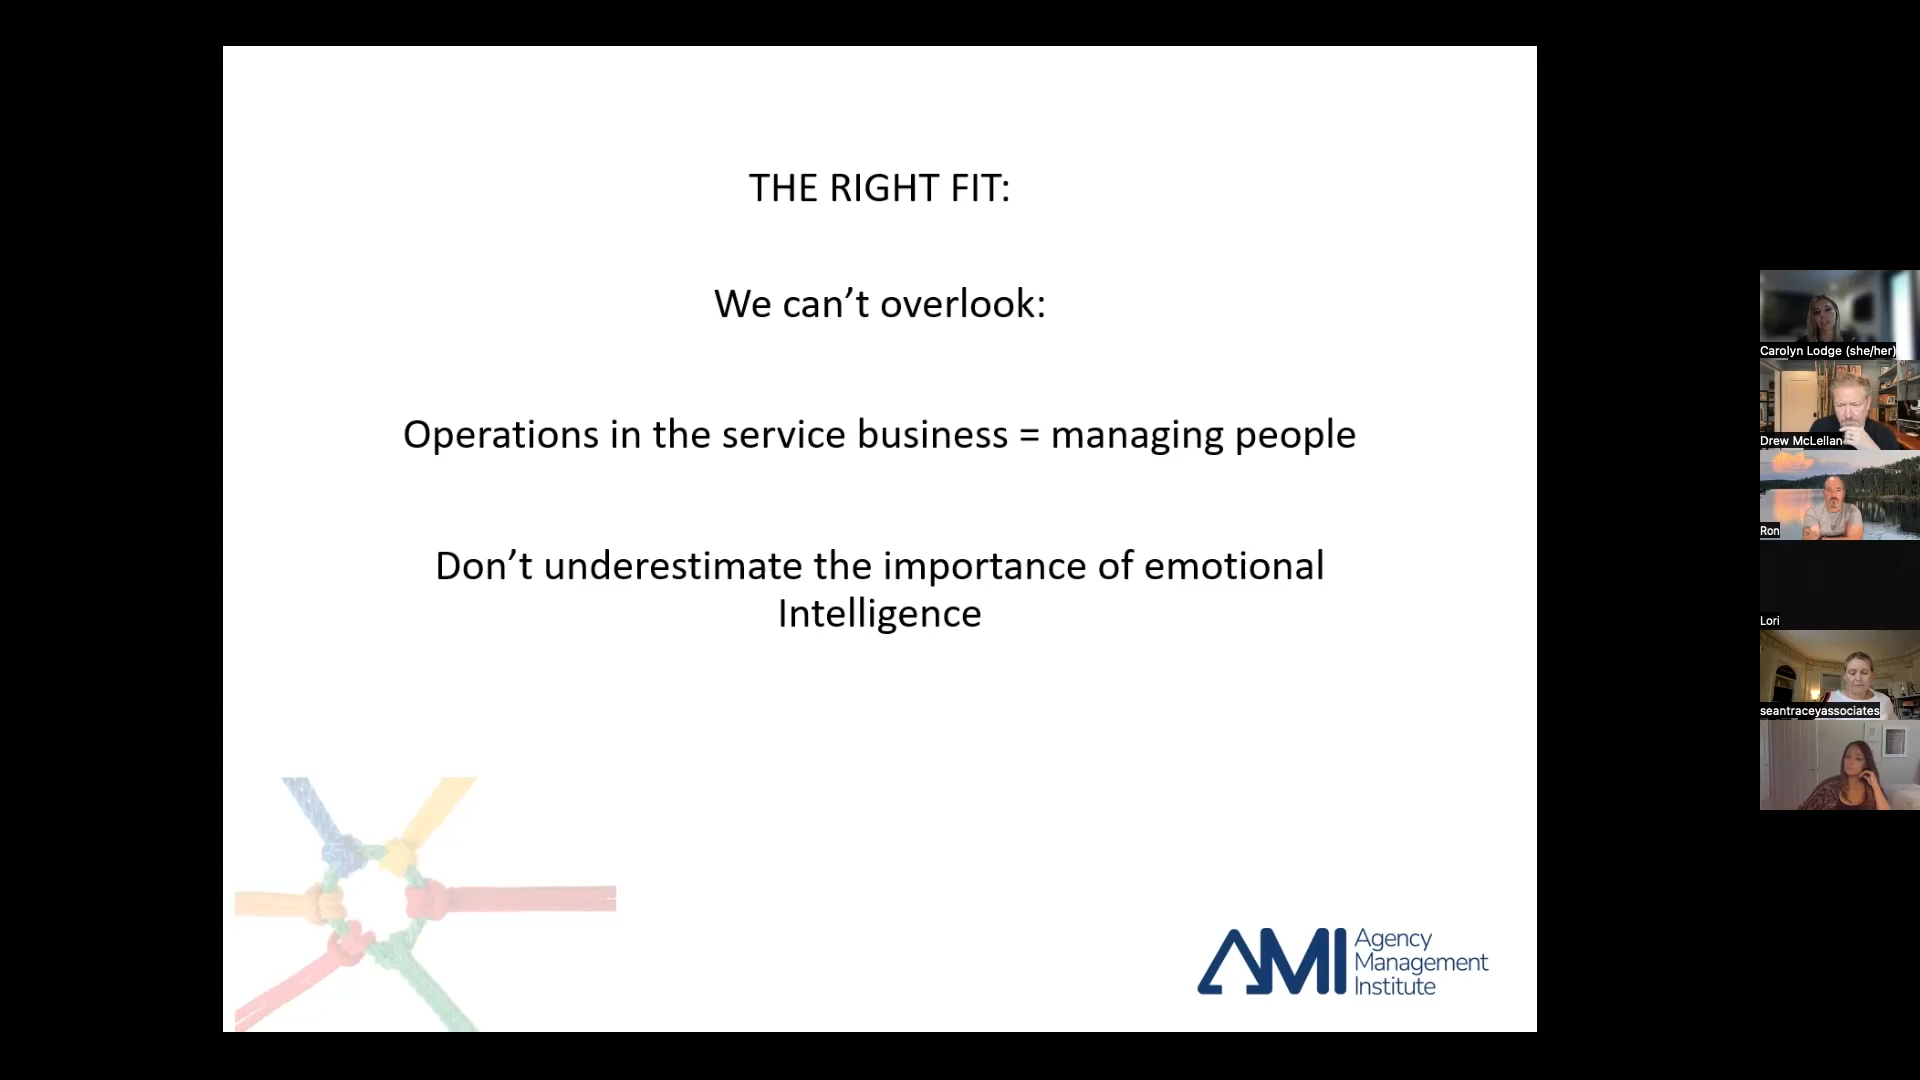 THE RIGHT FIT:
We can’t overlook:
Operations in the service business = managing people
Don’t underestimate the importance of emotional
Intelligence
AMI
Agency
Management
Institute
Carolyn Lodge (she/her)
Drew McLellan
Ron
Lori
seantraceyassociates